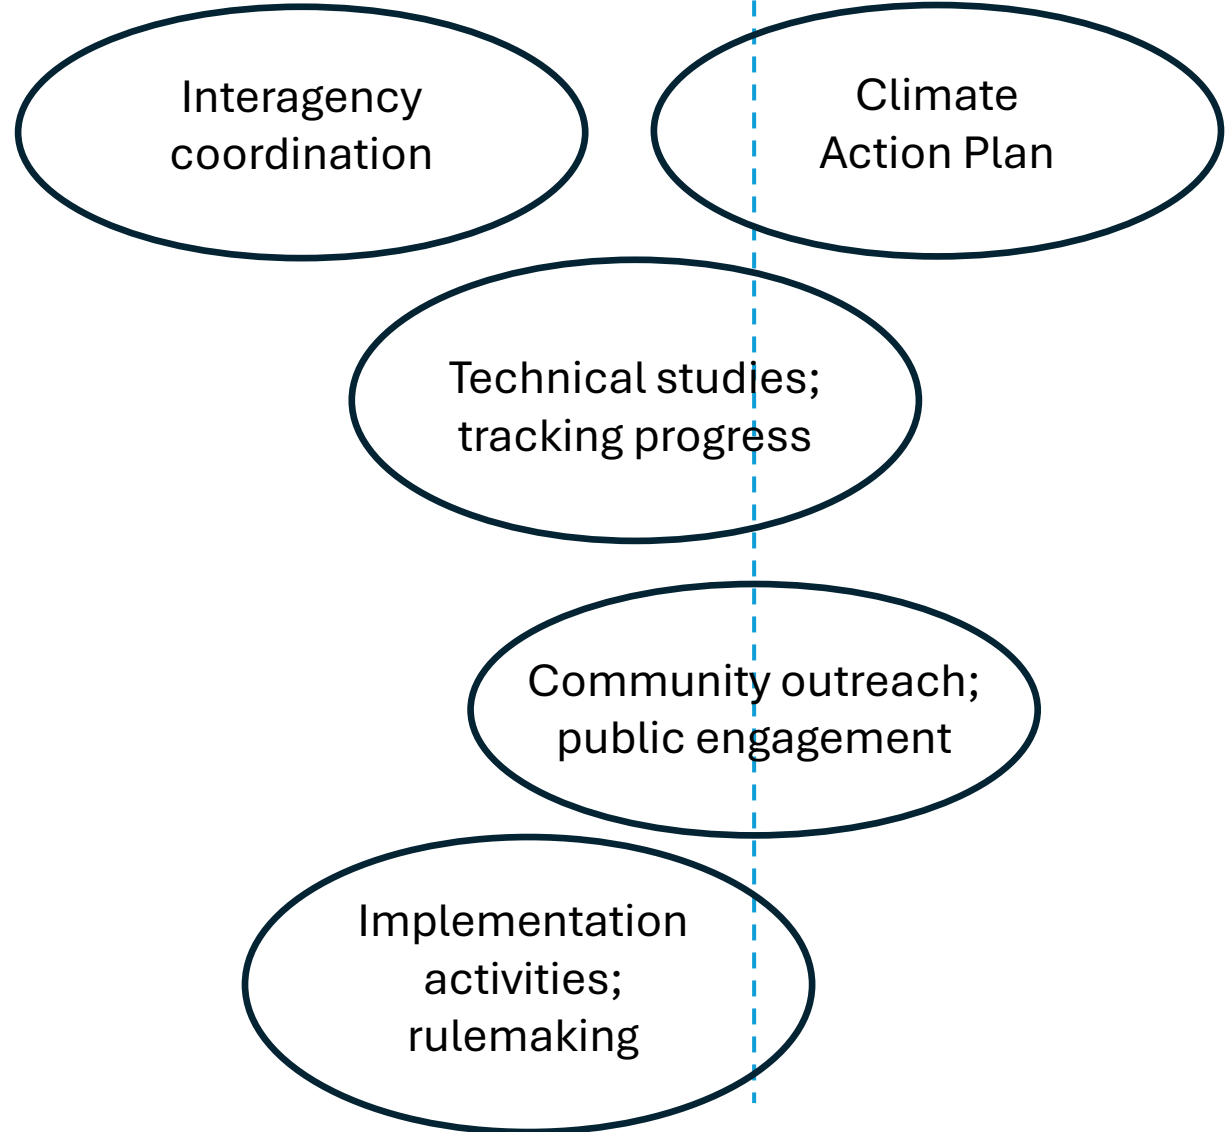 Interagency
coordination
Climate
Action Plan
Technical studies;
tracking progress
Community outreach;
public engagement
Implementation
activities;
rulemaking